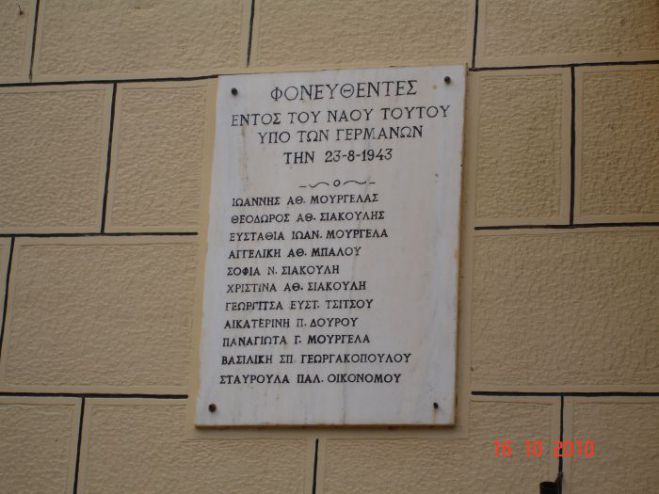 ΦΟΝΕΥΘΕΝΤΕΣ
ΕΝΤΟΣ ΤΟΥ ΝΑΟΥ ΤΟΥΤΟΥ
ΥΠΟ ΤΩΝ ΓΕΡΜΑΝΩΝ
ΤΗΝ 23-8-1943
ΙΩΑΝΝΗΣ ΑΘ. ΜΟΥΡΓΕΛΑΣ
ΘΕΟΔΩΡΟΣ ΑΘ. ΣΙΑΚΟΥΛΗΣ
ΕΥΣΤΑΘΙΑ ΙΩΑΝ. ΜΟΥΡΓΕΛΑ
ΑΓΓΕΛΙΚΗ ΑΘ. ΜΠΑΛΟΥ
ΣΟΦΙΑ Ν. ΣΙΑΚΟΥΛΗ
ΧΡΙΣΤΙΝΑ ΑΘ. ΣΙΑΚΟΥΛΗ
ΓΕΩΡΓΙΤΣΑ ΕΥΣΤ. ΤΣΙΤΣΟΥ
ΑΙΚΑΤΕΡΙΝΗ Π. ΔΟΥΡΟΥ
ΠΑΝΑΓΙΩΤΑ Γ. ΜΟΥΡΓΕΛΑ
ΒΑΣΙΛΙΚΗ ΣΠ. ΓΕΩΡΓΑΚΟΠΟΥΛΟΥ
ΣΤΑΥΡΟΥΛΑ ΠΑΛ. ΟΙΚΟΝΟΜΟΥ
16 10 2010